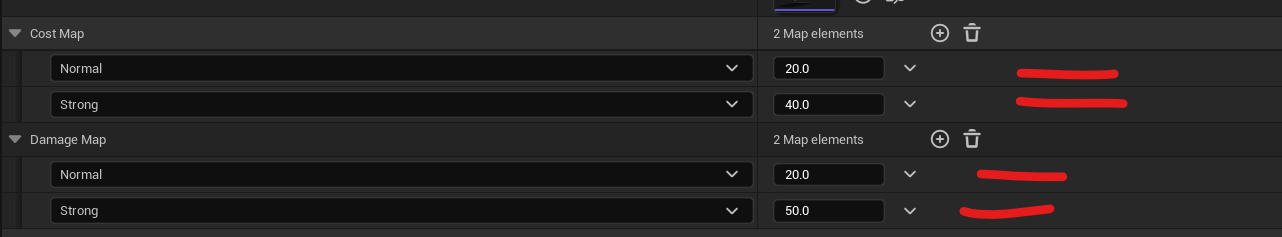 Cost Map 2 Map elements
Normal 20.0
Strong 40.0
Damage Map 2 Map elements
Normal 20.0
Strong 50.0